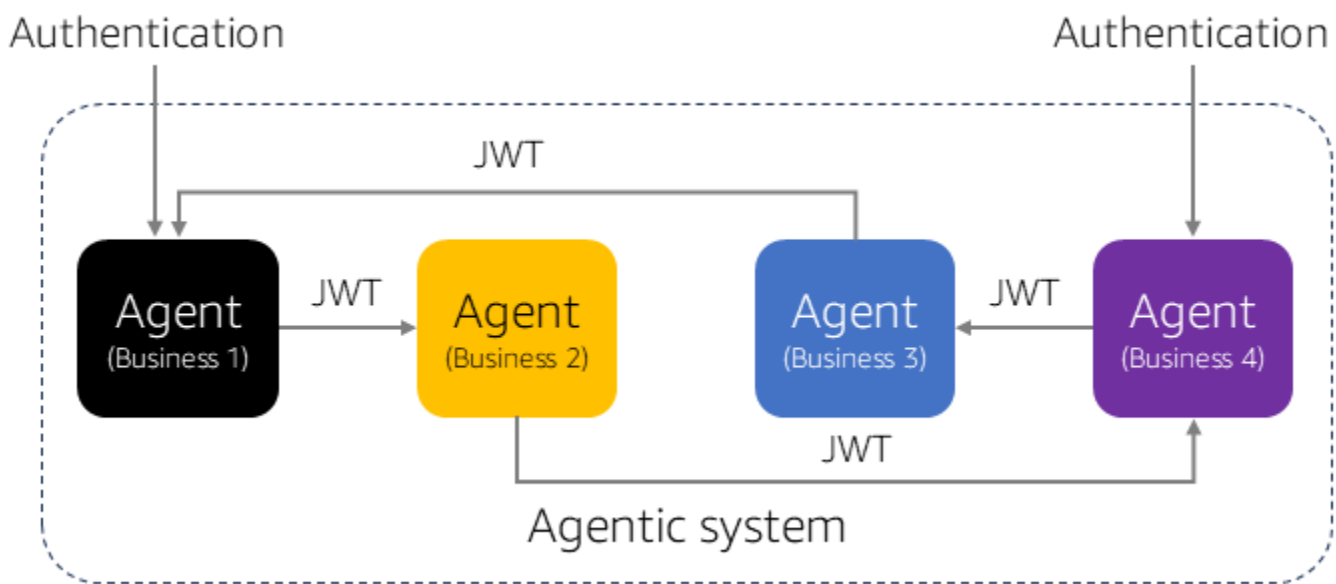 Authentication
Authentication
JWT
Agent
(Business 1)
JWT
Agent
(Business 2)
Agent
(Business 3)
JWT
Agent
(Business 4)
JWT
Agentic system